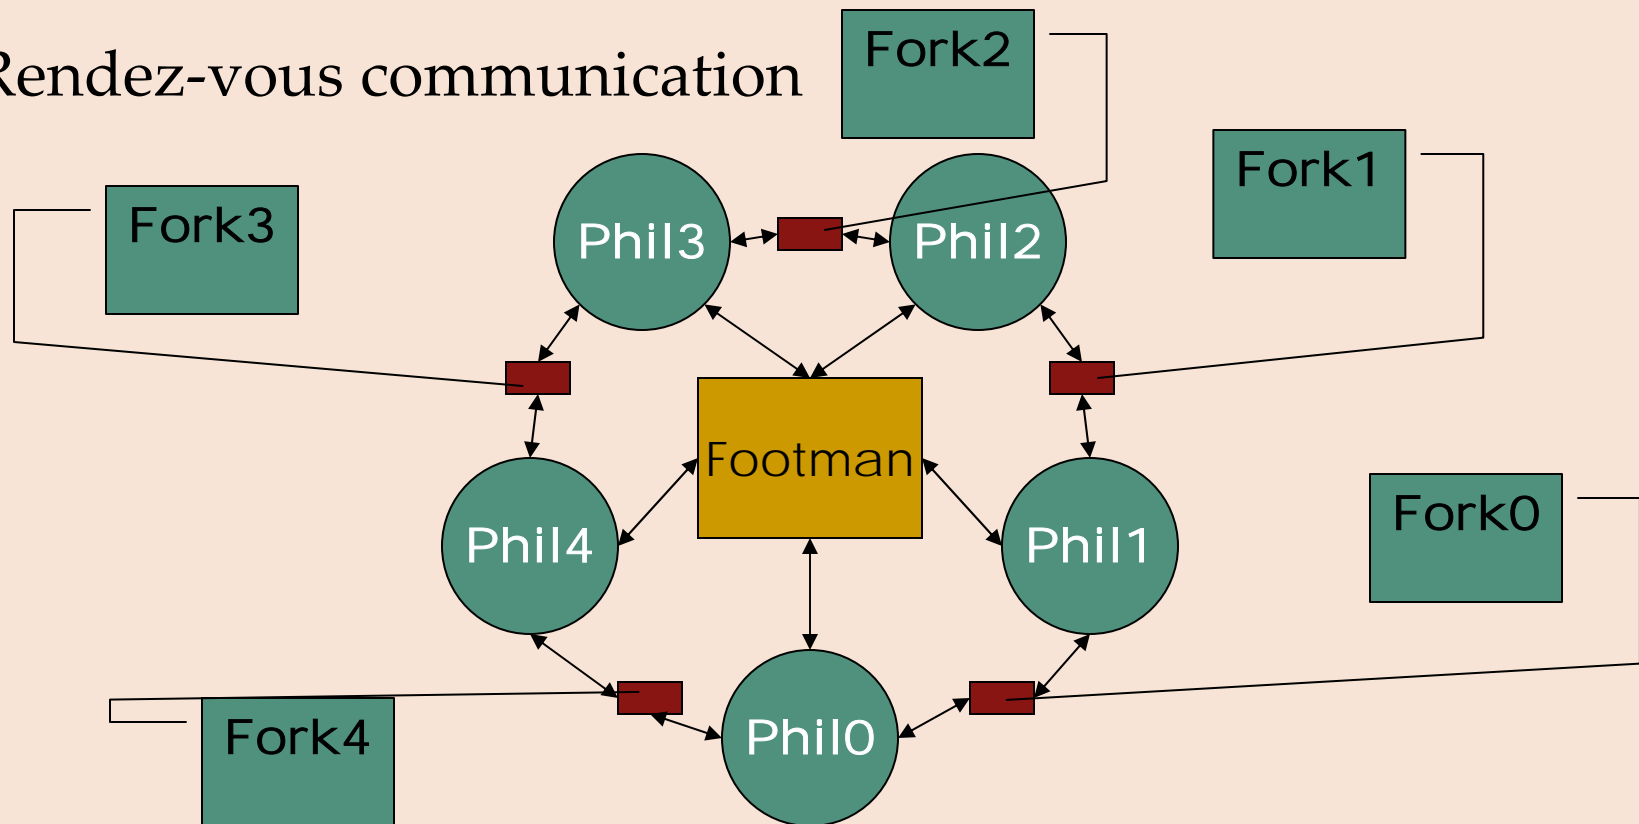 Rendez-vous communication
Fork2
Fork1
Fork3
Phil3
Phil2
Footman
Fork0
Phil4
Phil1
Fork4
Phil0